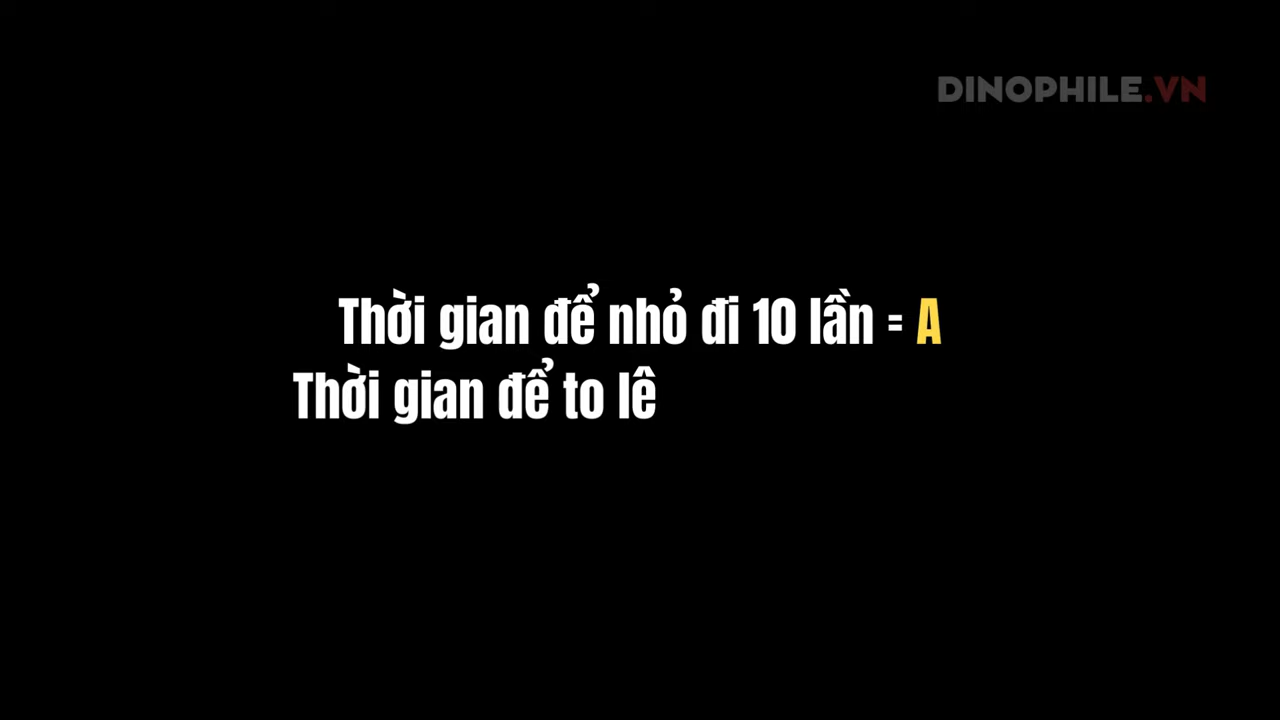 DINOPHILE.VN
Thời gian để nhỏ đi 10 lần = A
Thời gian để to lê